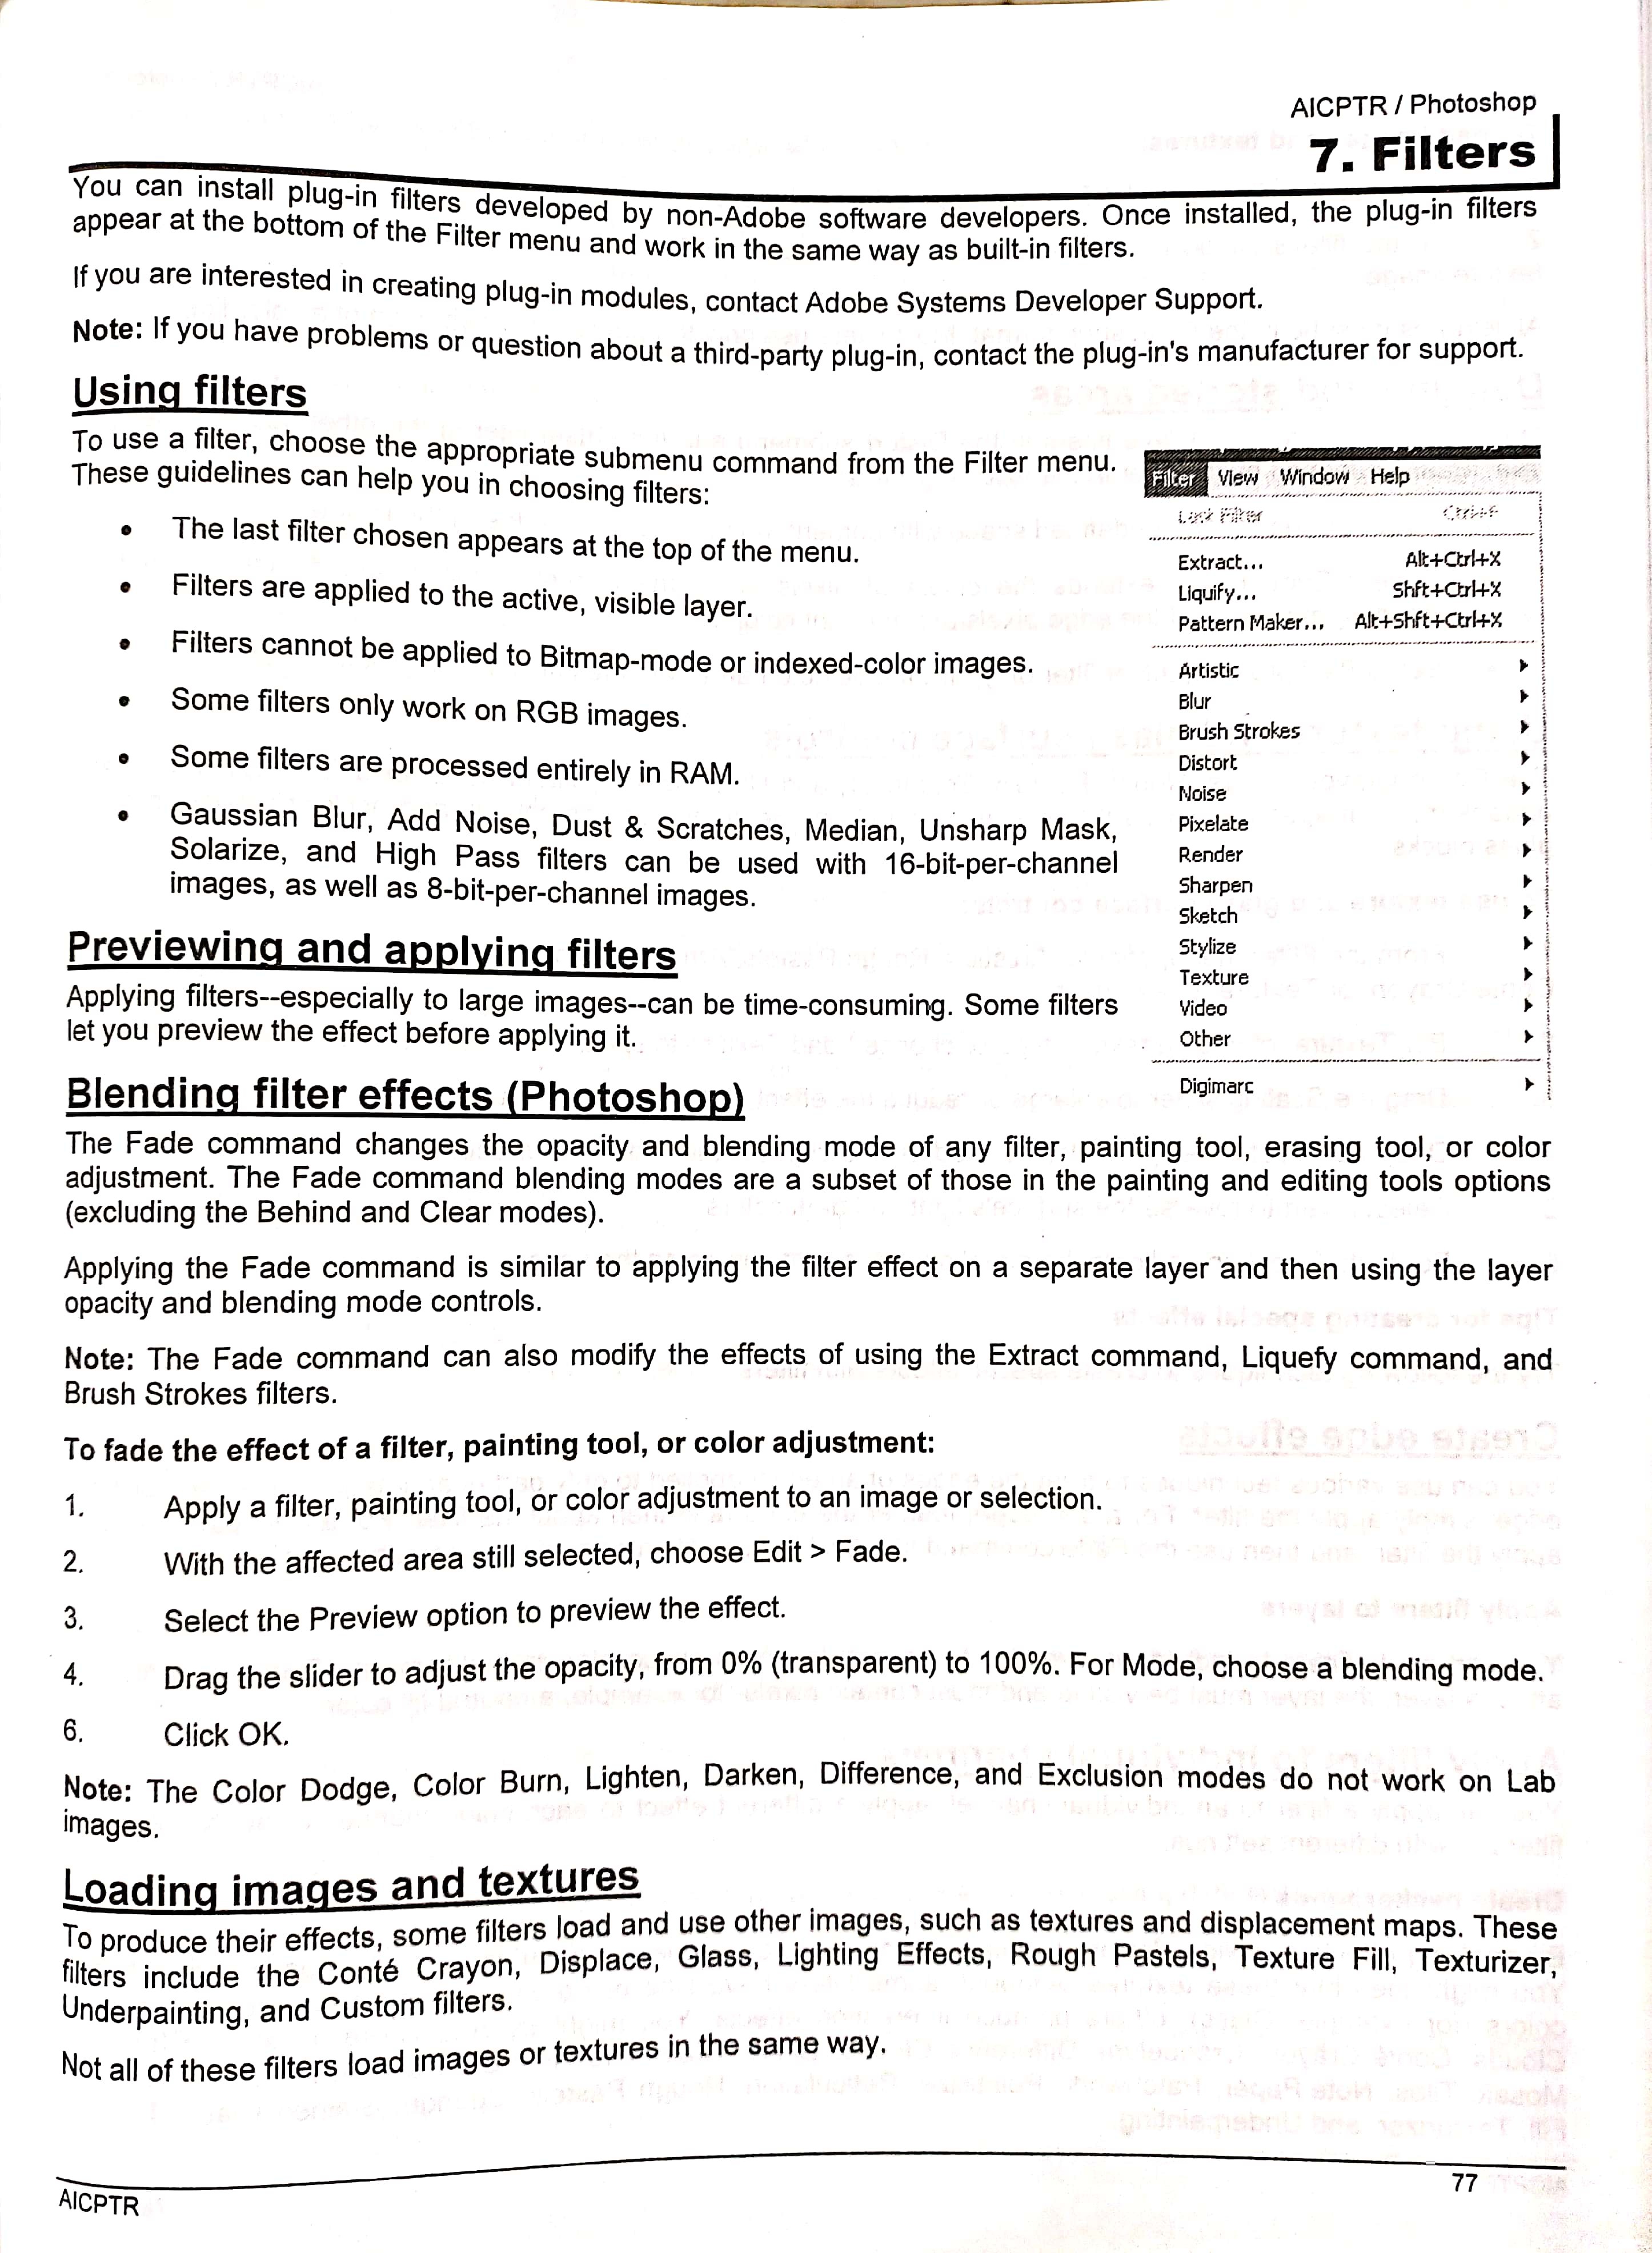 AICPTR / Photoshop
7. Filters
You can install plug-in filters developed by non-Adobe software developers. Once installed, the plug-in filters
appear at the bottom of the Filter menu and work in the same way as built-in filters.
If you are interested in creating plug-in modules, contact Adobe Systems Developer Support.
Note: If you have problems or question about a third-party plug-in, contact the plug-in's manufacturer for support.
Using filters
To use a filter, choose the appropriate submenu command from the Filter menu.
These guidelines can help you in choosing filters:
• The last filter chosen appears at the top of the menu.
• Filters are applied to the active, visible layer.
• Filters cannot be applied to Bitmap-mode or indexed-color images.
• Some filters only work on RGB images.
• Some filters are processed entirely in RAM.
• Gaussian Blur, Add Noise, Dust & Scratches, Median, Unsharp Mask,
Solarize, and High Pass filters can be used with 16-bit-per-channel
images, as well as 8-bit-per-channel images.
Filter View Window Help
Last Filter Ctrl+F
Extract... Alt+Ctrl+X
Liquify... Shft+Ctrl+X
Pattern Maker... Alt+Shft+Ctrl+X
Artistic
Blur
Brush Strokes
Distort
Noise
Pixelate
Render
Sharpen
Sketch
Stylize
Texture
Video
Other
Digimarc
Previewing and applying filters
Applying filters--especially to large images--can be time-consuming. Some filters
let you preview the effect before applying it.
Blending filter effects (Photoshop)
The Fade command changes the opacity and blending mode of any filter, painting tool, erasing tool, or color
adjustment. The Fade command blending modes are a subset of those in the painting and editing tools options
(excluding the Behind and Clear modes).
Applying the Fade command is similar to applying the filter effect on a separate layer and then using the layer
opacity and blending mode controls.
Note: The Fade command can also modify the effects of using the Extract command, Liquefy command, and
Brush Strokes filters.
To fade the effect of a filter, painting tool, or color adjustment:
1. Apply a filter, painting tool, or color adjustment to an image or selection.
2. With the affected area still selected, choose Edit > Fade.
3. Select the Preview option to preview the effect.
4. Drag the slider to adjust the opacity, from 0% (transparent) to 100%. For Mode, choose a blending mode.
6. Click OK.
Note: The Color Dodge, Color Burn, Lighten, Darken, Difference, and Exclusion modes do not work on Lab
images.
Loading images and textures
To produce their effects, some filters load and use other images, such as textures and displacement maps. These
filters include the Conté Crayon, Displace, Glass, Lighting Effects, Rough Pastels, Texture Fill, Texturizer,
Underpainting, and Custom filters.
Not all of these filters load images or textures in the same way.
AICPTR
77